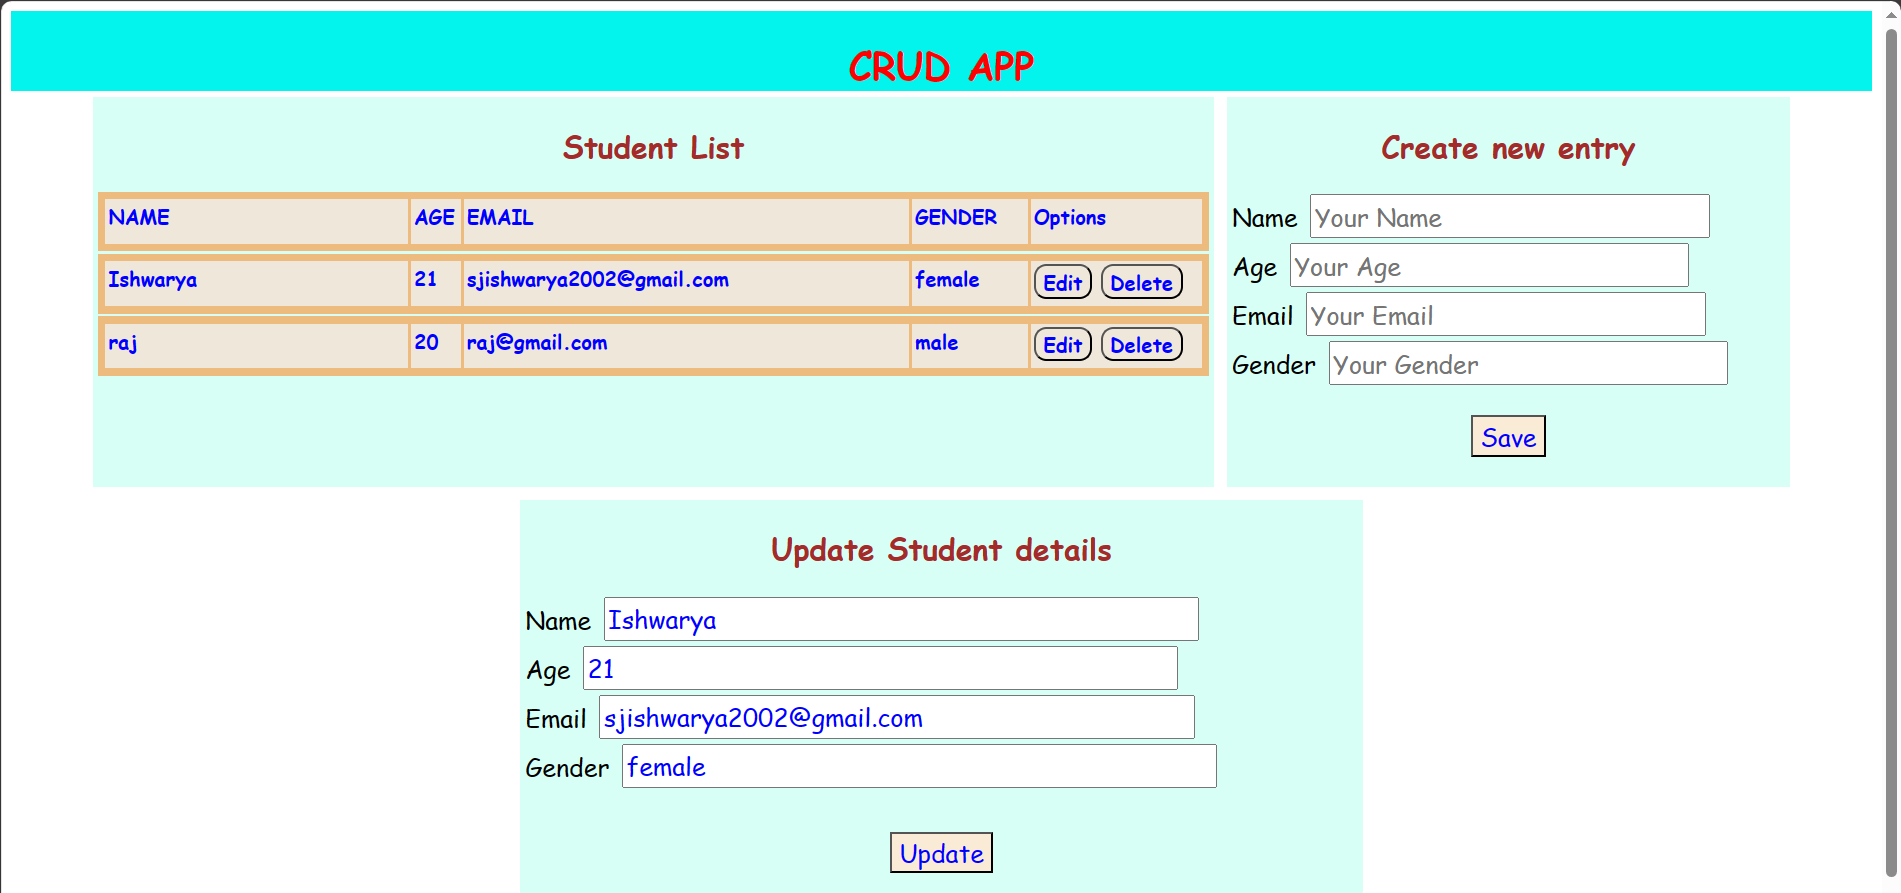 CRUD APP
Student List
NAME AGE EMAIL GENDER Options
Ishwarya 21 sjishwarya2002@gmail.com female Edit Delete
raj 20 raj@gmail.com male Edit Delete
Create new entry
Name Your Name
Age Your Age
Email Your Email
Gender Your Gender
Save
Update Student details
Name Ishwarya
Age 21
Email sjishwarya2002@gmail.com
Gender female
Update